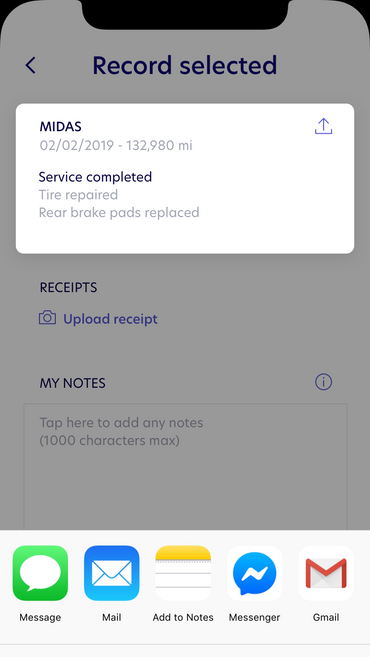 Record selected
MIDAS
02/02/2019 - 132,980 mi
Service completed
Tire repaired
Rear brake pads replaced
RECEIPTS
Upload receipt
MY NOTES
Tap here to add any notes
(1000 characters max)
Message Mail Add to Notes Messenger Gmail